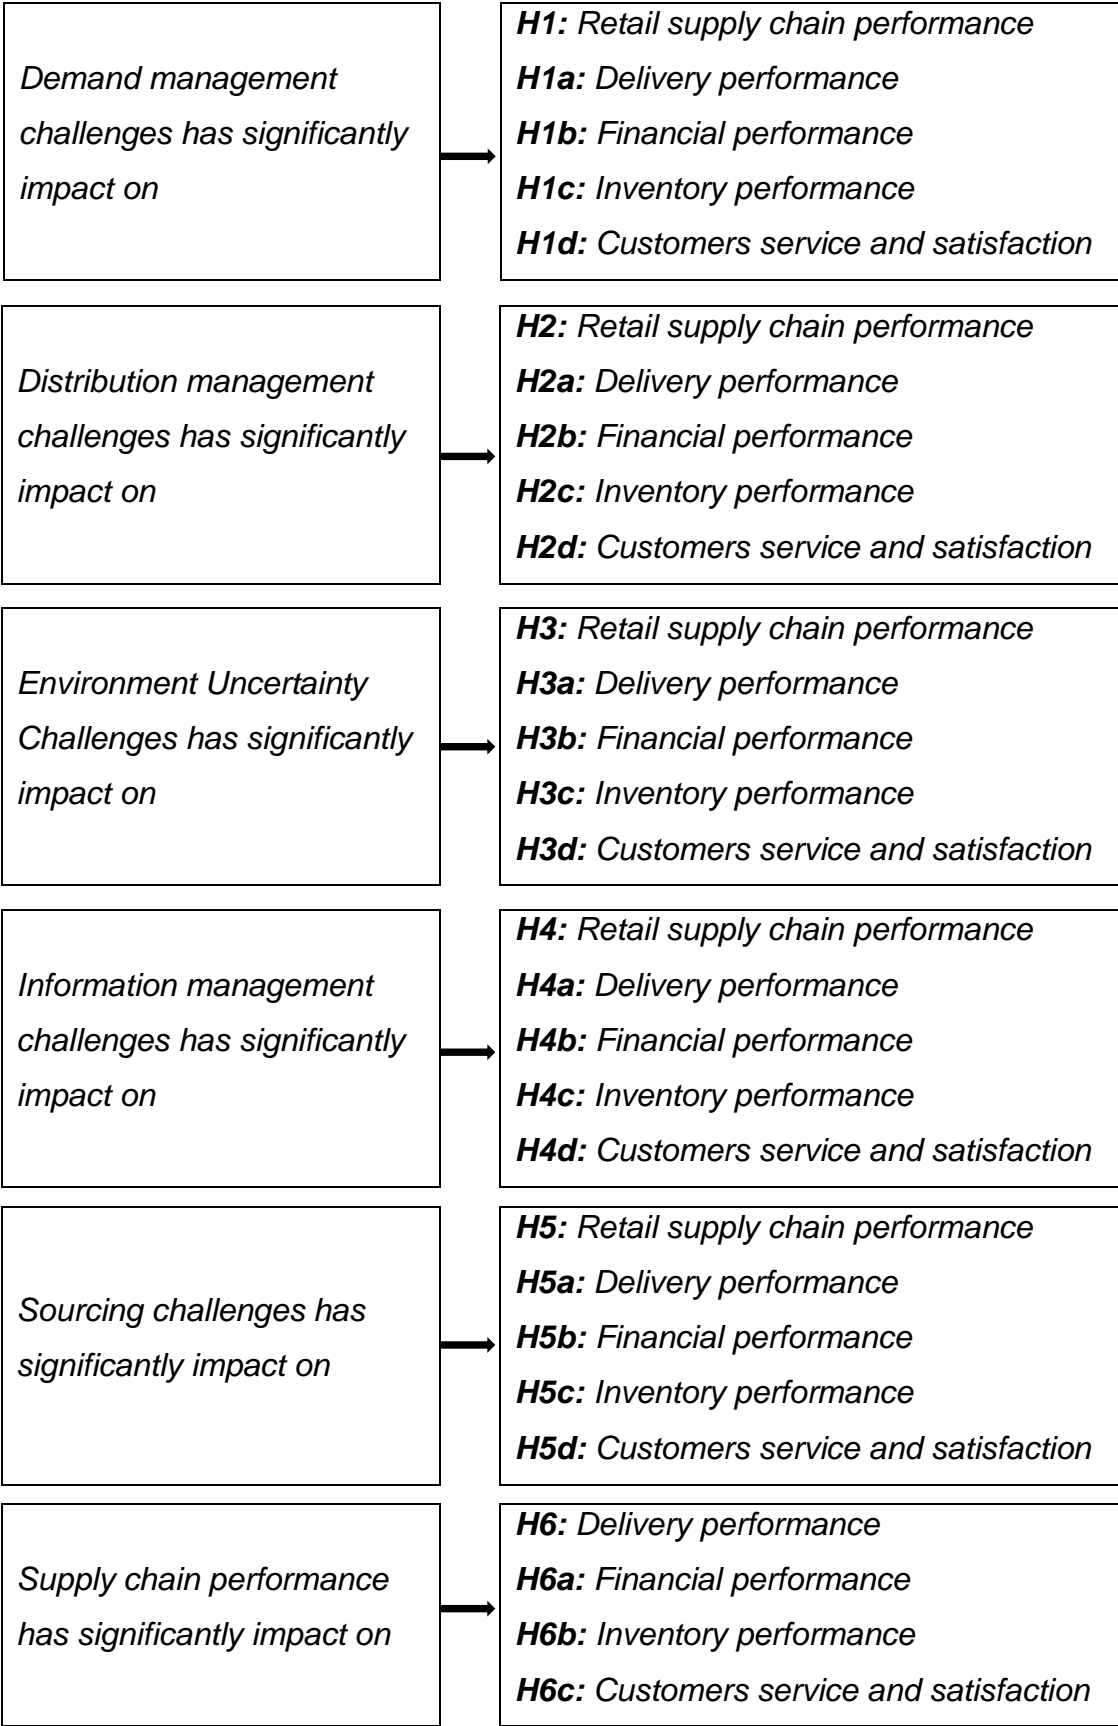 Demand management
challenges has significantly
impact on
H1: Retail supply chain performance
H1a: Delivery performance
H1b: Financial performance
H1c: Inventory performance
H1d: Customers service and satisfaction
Distribution management
challenges has significantly
impact on
H2: Retail supply chain performance
H2a: Delivery performance
H2b: Financial performance
H2c: Inventory performance
H2d: Customers service and satisfaction
Environment Uncertainty
Challenges has significantly
impact on
H3: Retail supply chain performance
H3a: Delivery performance
H3b: Financial performance
H3c: Inventory performance
H3d: Customers service and satisfaction
Information management
challenges has significantly
impact on
H4: Retail supply chain performance
H4a: Delivery performance
H4b: Financial performance
H4c: Inventory performance
H4d: Customers service and satisfaction
Sourcing challenges has
significantly impact on
H5: Retail supply chain performance
H5a: Delivery performance
H5b: Financial performance
H5c: Inventory performance
H5d: Customers service and satisfaction
Supply chain performance
has significantly impact on
H6: Delivery performance
H6a: Financial performance
H6b: Inventory performance
H6c: Customers service and satisfaction